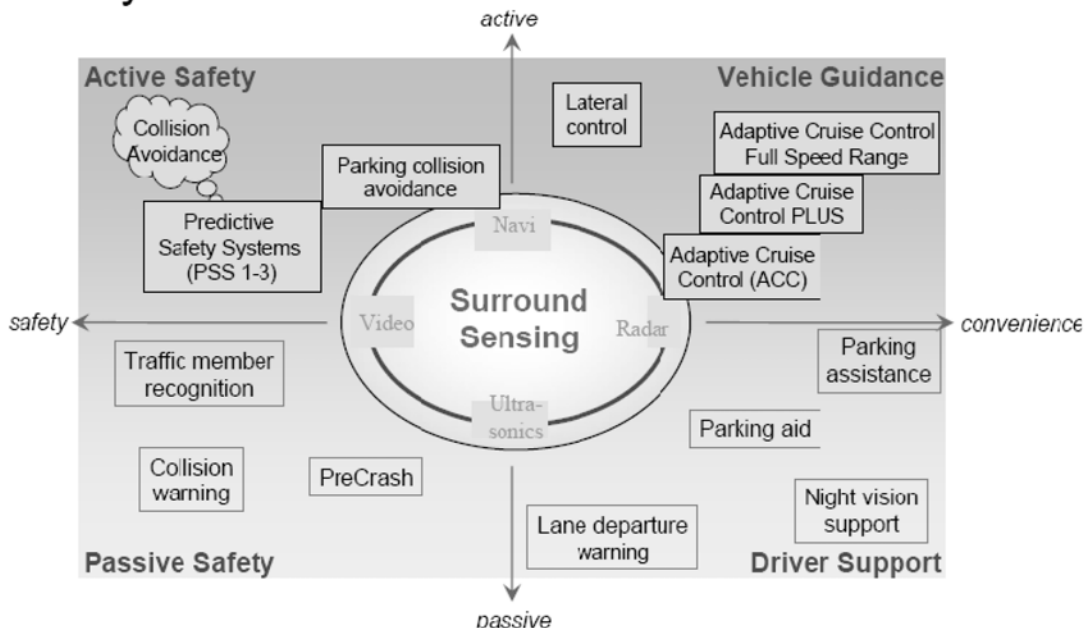 active
Active Safety
Vehicle Guidance
Collision
Avoidance
Lateral
control
Adaptive Cruise Control
Full Speed Range
Parking collision
avoidance
Adaptive Cruise
Control PLUS
Predictive
Safety Systems
(PSS 1-3)
Navi
Adaptive Cruise
Control (ACC)
safety
Video
Surround
Sensing
Radar
convenience
Traffic member
recognition
Parking
assistance
Ultra-
sonics
Parking aid
Collision
warning
PreCrash
Night vision
support
Lane departure
warning
Passive Safety
Driver Support
passive